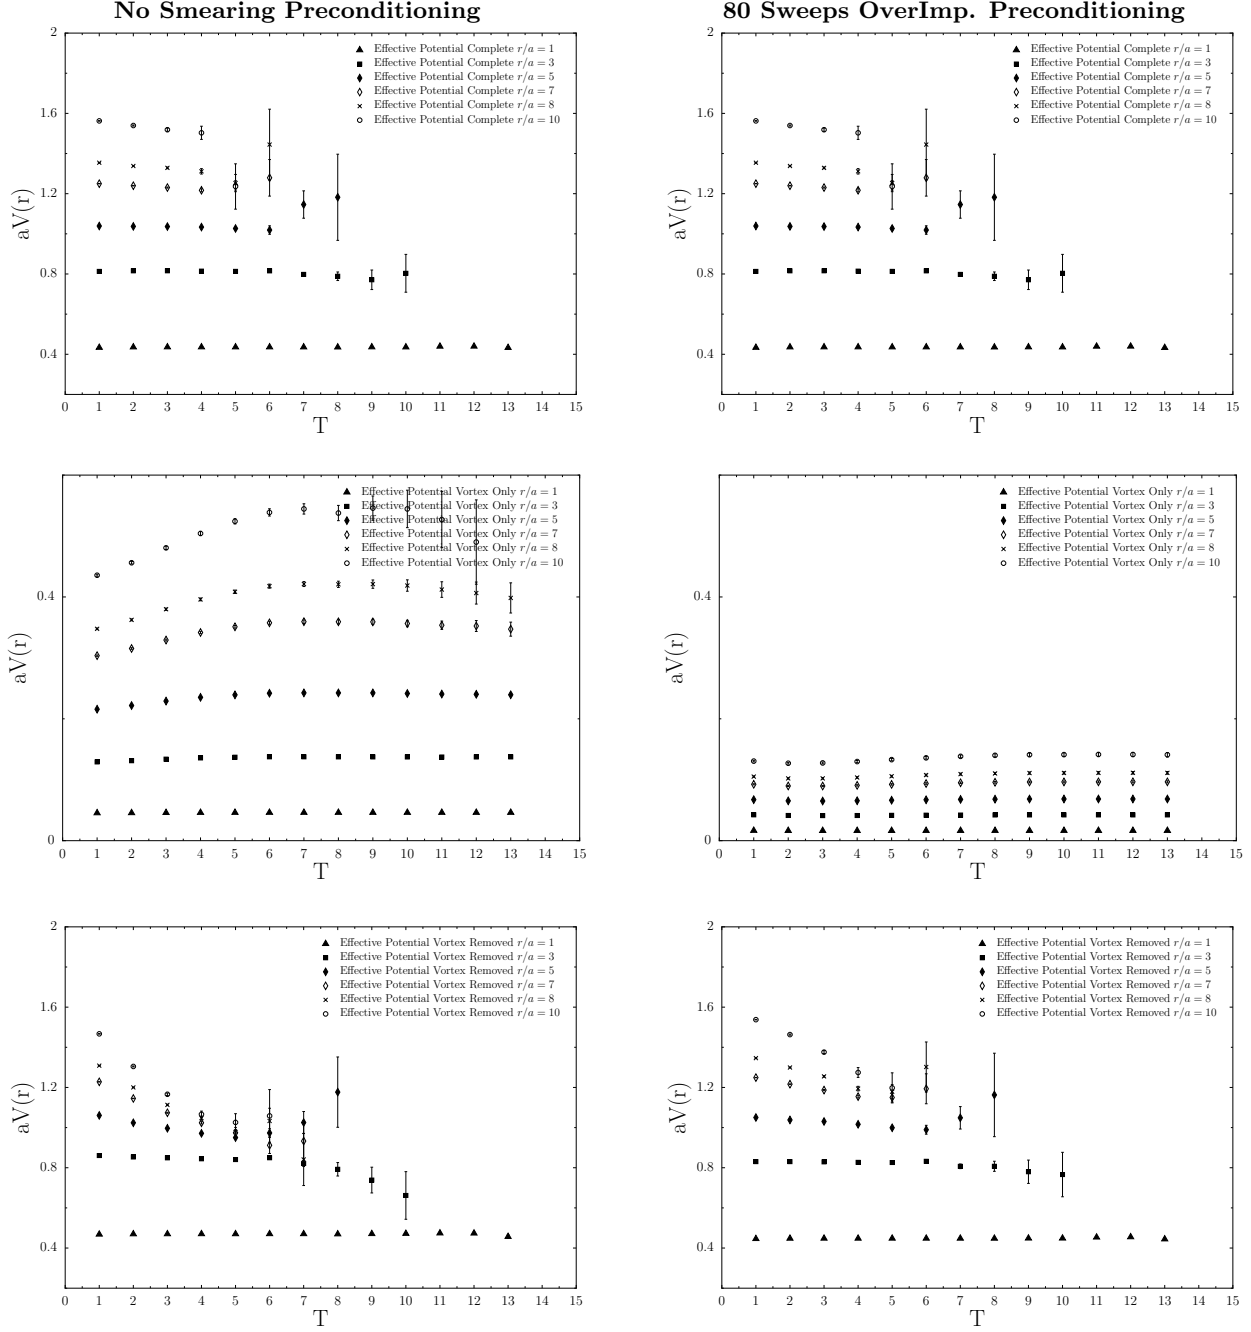 No Smearing Preconditioning
80 Sweeps OverImp. Preconditioning
2
1.6
1.2
0.8
0.4
aV(r)
Effective Potential Complete r/a = 1
Effective Potential Complete r/a = 3
Effective Potential Complete r/a = 5
Effective Potential Complete r/a = 7
Effective Potential Complete r/a = 8
Effective Potential Complete r/a = 10
0 1 2 3 4 5 6 7 8 9 10 11 12 13 14 15
T
2
1.6
1.2
0.8
0.4
aV(r)
Effective Potential Complete r/a = 1
Effective Potential Complete r/a = 3
Effective Potential Complete r/a = 5
Effective Potential Complete r/a = 7
Effective Potential Complete r/a = 8
Effective Potential Complete r/a = 10
0 1 2 3 4 5 6 7 8 9 10 11 12 13 14 15
T
0.4
0
aV(r)
Effective Potential Vortex Only r/a = 1
Effective Potential Vortex Only r/a = 3
Effective Potential Vortex Only r/a = 5
Effective Potential Vortex Only r/a = 7
Effective Potential Vortex Only r/a = 8
Effective Potential Vortex Only r/a = 10
0 1 2 3 4 5 6 7 8 9 10 11 12 13 14 15
T
0.4
0
aV(r)
Effective Potential Vortex Only r/a = 1
Effective Potential Vortex Only r/a = 3
Effective Potential Vortex Only r/a = 5
Effective Potential Vortex Only r/a = 7
Effective Potential Vortex Only r/a = 8
Effective Potential Vortex Only r/a = 10
0 1 2 3 4 5 6 7 8 9 10 11 12 13 14 15
T
2
1.6
1.2
0.8
0.4
aV(r)
Effective Potential Vortex Removed r/a = 1
Effective Potential Vortex Removed r/a = 3
Effective Potential Vortex Removed r/a = 5
Effective Potential Vortex Removed r/a = 7
Effective Potential Vortex Removed r/a = 8
Effective Potential Vortex Removed r/a = 10
0 1 2 3 4 5 6 7 8 9 10 11 12 13 14 15
T
2
1.6
1.2
0.8
0.4
aV(r)
Effective Potential Vortex Removed r/a = 1
Effective Potential Vortex Removed r/a = 3
Effective Potential Vortex Removed r/a = 5
Effective Potential Vortex Removed r/a = 7
Effective Potential Vortex Removed r/a = 8
Effective Potential Vortex Removed r/a = 10
0 1 2 3 4 5 6 7 8 9 10 11 12 13 14 15
T